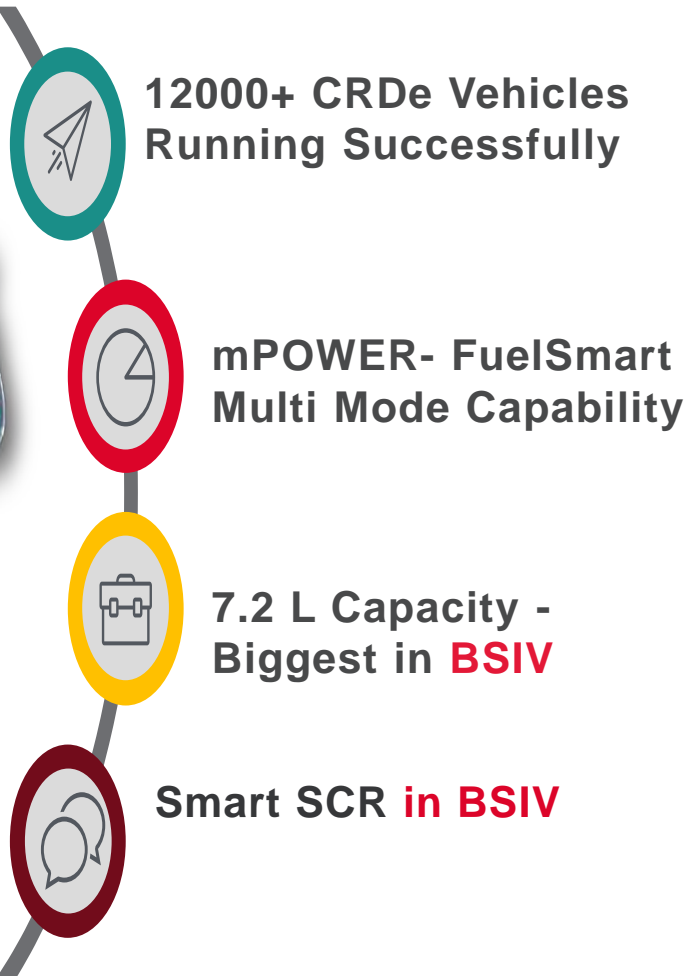 12000+ CRDe Vehicles
Running Successfully
mPOWER- FuelSmart
Multi Mode Capability
7.2 L Capacity -
Biggest in BSIV
Smart SCR in BSIV